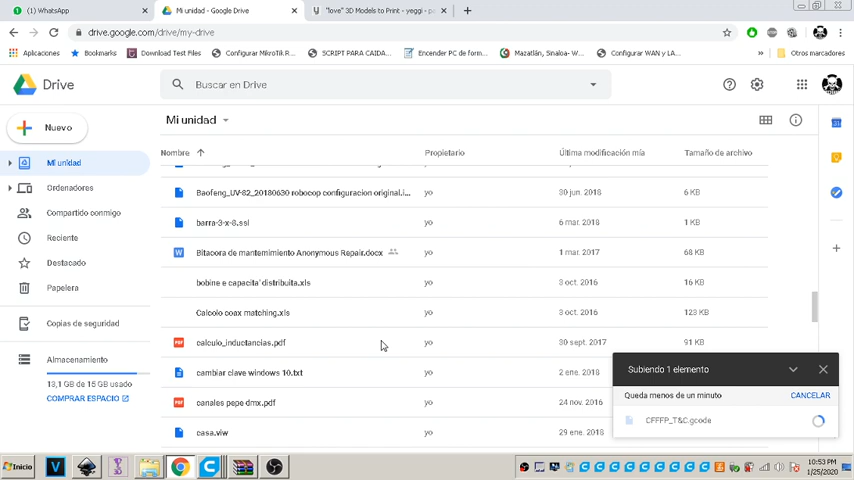 (1) WhatsApp
Mi unidad - Google Drive
"love" 3D Models to Print - yeggi - pa
drive.google.com/drive/my-drive
Aplicaciones
Bookmarks
Download Test Files
Configurar MikroTiil R...
SCRIPT PARA CAIDA...
Encender PC de form...
Mazatlán, Sinaloa- W...
Configurar WAN y LA...
»
Otros marcadores
Drive
Buscar en Drive
Nuevo
Mi unidad
Nombre
Propietario
Última modificación mía
Tamaño de archivo
Mi unidad
Ordenadores
Compartido conmigo
Reciente
Destacado
Papelera
Copias de seguridad
Almacenamiento
13,1 GB de 15 GB usado
COMPRAR ESPACIO
Baofeng_UV-82_20180630 robocop configuracion original.i... yo 30 jun. 2018 6 KB
barra-3-x-8.ssl yo 6 mar. 2018 1 KB
Bitacora de mantemimiento Anonymous Repair.docx yo 1 mar. 2017 68 KB
bobine e capacita' distribuita.xls yo 3 oct. 2016 16 KB
Calcolo coax matching.xls yo 3 oct. 2016 123 KB
calculo_inductancias.pdf yo 30 sept. 2017 91 KB
cambiar clave windows 10.txt yo 2 ene. 2018
canales pepe dmx.pdf yo 24 nov. 2016
casa.viw yo 29 ene. 2018
Subiendo 1 elemento
Queda menos de un minuto CANCELAR
CFFFP_T&C.gcode
Inicio
10:53 PM
1/25/2020